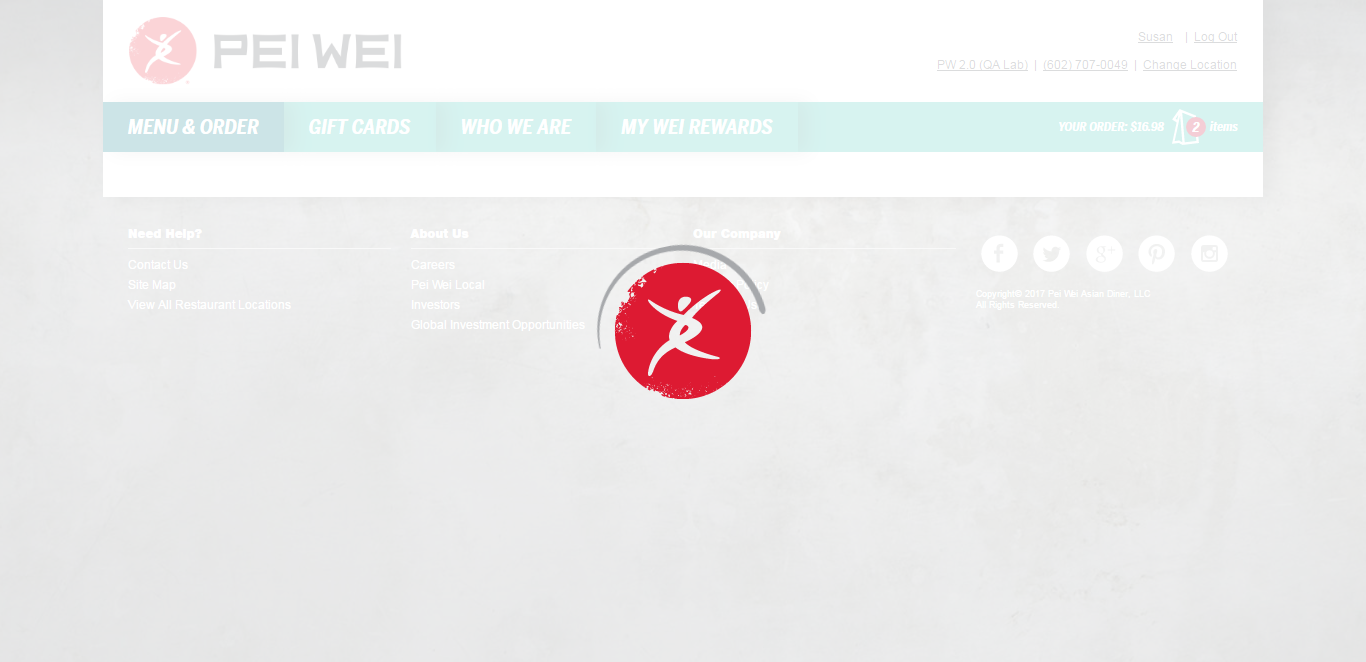 PEI WEI
Susan | Log Out
PW 2.0 (QA Lab) | (602) 707-0049 | Change Location
MENU & ORDER
GIFT CARDS
WHO WE ARE
MY WEI REWARDS
YOUR ORDER: $16.98 2 items
Need Help?
Contact Us
Site Map
View All Restaurant Locations
About Us
Careers
Pei Wei Local
Investors
Global Investment Opportunities
Our Company
Copyright© 2017 Pei Wei Asian Diner, LLC
All Rights Reserved.